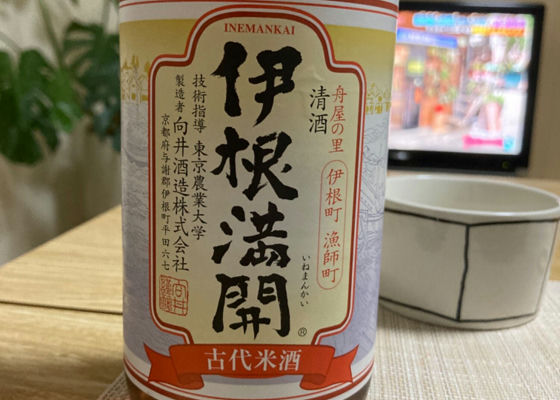 INEMANKAI
舟屋の里
伊根町 漁師町
清酒
伊根満開
いねまんかい
®
技術指導 東京農業大学
製造者 向井酒造株式会社
京都府与謝郡伊根町平田六七
古代米酒